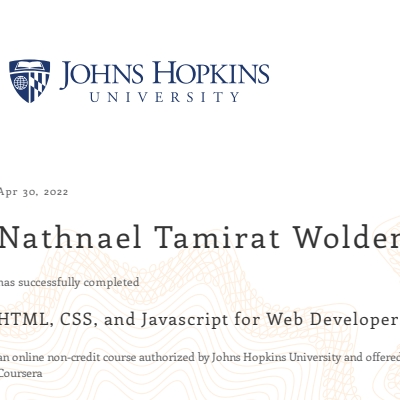 JOHNS HOPKINS
UNIVERSITY
Apr 30, 2022
Nathnael Tamirat Wolder
has successfully completed
HTML, CSS, and Javascript for Web Developer
an online non-credit course authorized by Johns Hopkins University and offered
Coursera